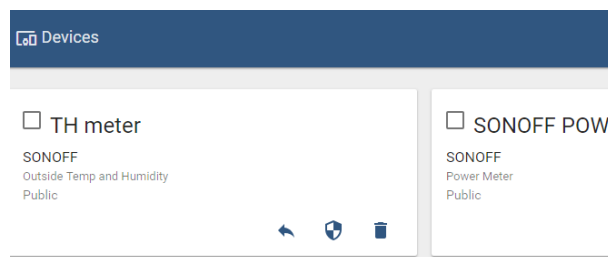 Devices
TH meter
SONOFF
Outside Temp and Humidity
Public
SONOFF POW
SONOFF
Power Meter
Public